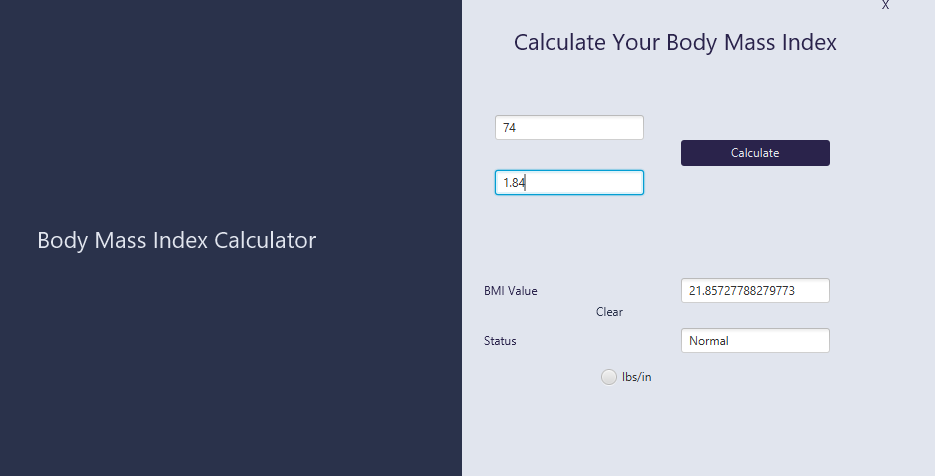 X
Calculate Your Body Mass Index
74
Calculate
1.84
Body Mass Index Calculator
BMI Value
21.85727788279773
Clear
Status
Normal
lbs/in